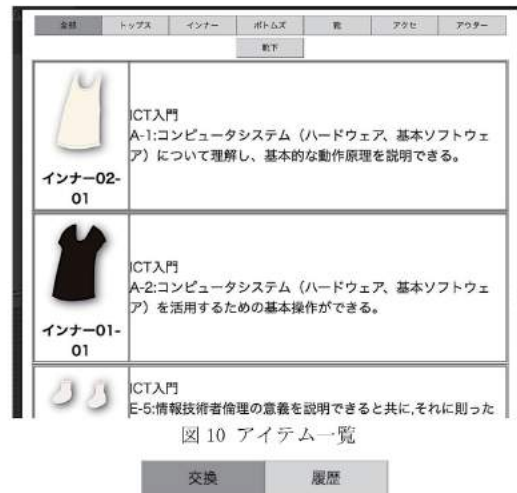 全部 トップス インナー ボトムズ 靴 アクセ アウター
靴下
ICT入門
A-1:コンピュータシステム（ハードウェア、基本ソフトウェ
ア）について理解し、基本的な動作原理を説明できる。
インナー02-
01
ICT入門
A-2:コンピュータシステム（ハードウェア、基本ソフトウェ
ア）を活用するための基本操作ができる。
インナー01-
01
ICT入門
E-5:情報技術者倫理の意義を説明できると共に,それに則った
図 10 アイテム一覧
交換 履歴